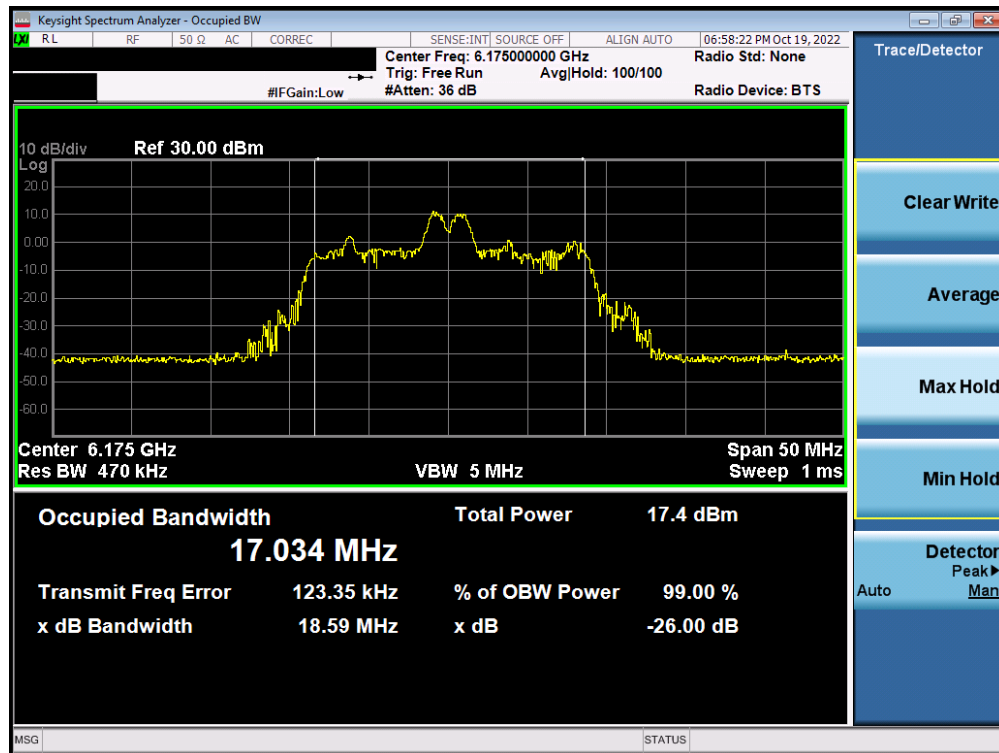 Keysight Spectrum Analyzer - Occupied BW
LXI RL RF 50 Ω AC CORREC SENSE:INT SOURCE OFF ALIGN AUTO 06:58:22 PM Oct 19, 2022
Center Freq: 6.175000000 GHz Radio Std: None
Trig: Free Run Avg|Hold: 100/100
#IFGain:Low #Atten: 36 dB Radio Device: BTS
10 dB/div Ref 30.00 dBm
Log
20.0
10.0
0.00
-10.0
-20.0
-30.0
-40.0
-50.0
-60.0
Center 6.175 GHz Span 50 MHz
Res BW 470 kHz VBW 5 MHz Sweep 1 ms
Occupied Bandwidth Total Power 17.4 dBm
17.034 MHz
Transmit Freq Error 123.35 kHz % of OBW Power 99.00 %
x dB Bandwidth 18.59 MHz x dB -26.00 dB
MSG STATUS
Trace/Detector
Clear Write
Average
Max Hold
Min Hold
Detector
Peak▶
Auto Man